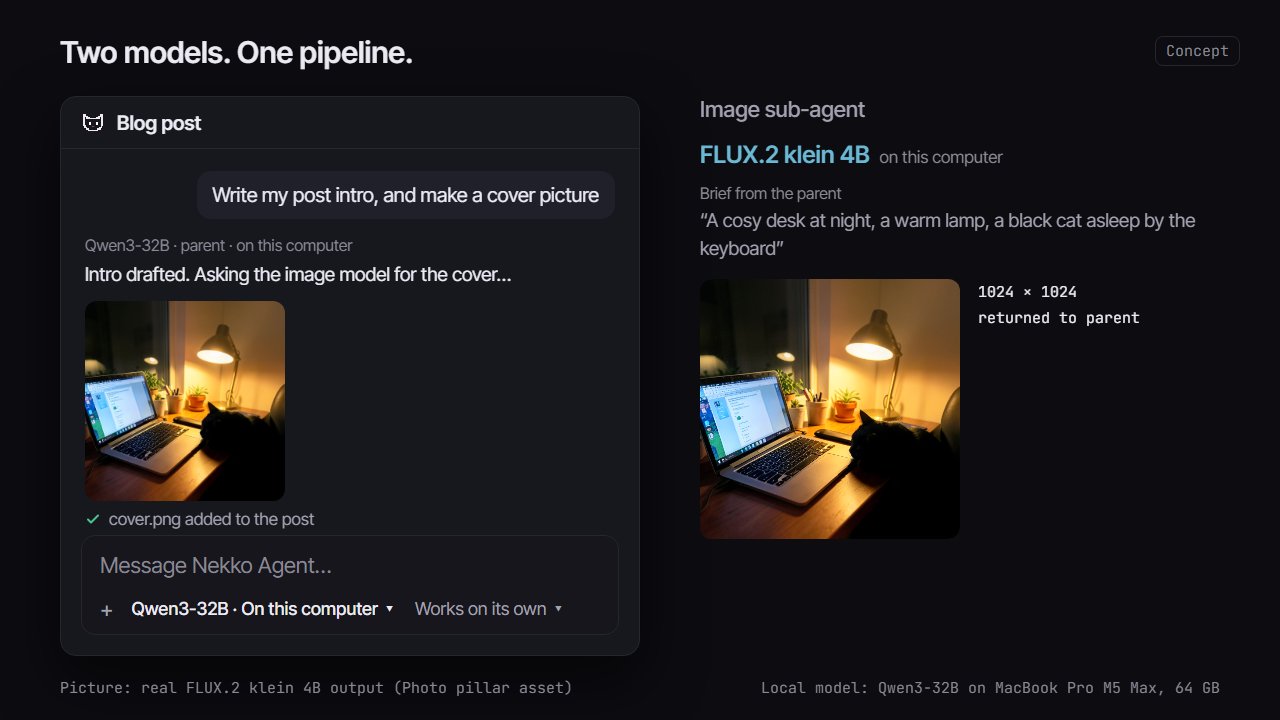 Two models. One pipeline.
Concept
Blog post
Write my post intro, and make a cover picture
Qwen3-32B · parent · on this computer
Intro drafted. Asking the image model for the cover…
cover.png added to the post
Message Nekko Agent…
+ Qwen3-32B · On this computer ▾ Works on its own ▾
Image sub-agent
FLUX.2 klein 4B on this computer
Brief from the parent
“A cosy desk at night, a warm lamp, a black cat asleep by the
keyboard”
1024 × 1024
returned to parent
Picture: real FLUX.2 klein 4B output (Photo pillar asset)
Local model: Qwen3-32B on MacBook Pro M5 Max, 64 GB